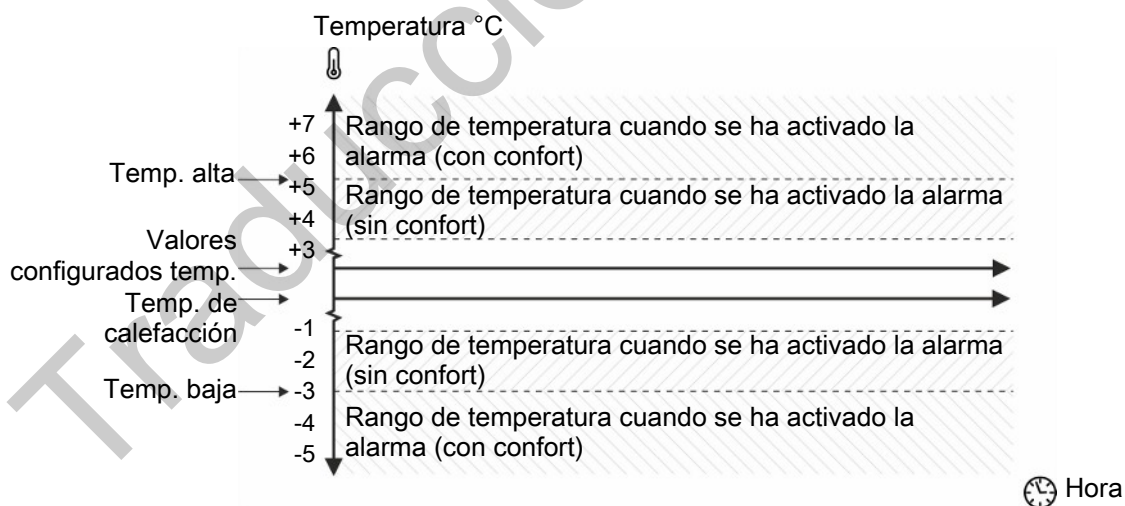 Temperatura °C
+7
Rango de temperatura cuando se ha activado la
+6
alarma (con confort)
Temp. alta
+5
Rango de temperatura cuando se ha activado la alarma
+4
(sin confort)
Valores
+3
configurados temp.
Temp. de
calefacción
-1
Rango de temperatura cuando se ha activado la alarma
-2
(sin confort)
Temp. baja
-3
-4
Rango de temperatura cuando se ha activado la
-5
alarma (con confort)
Hora
Traducció